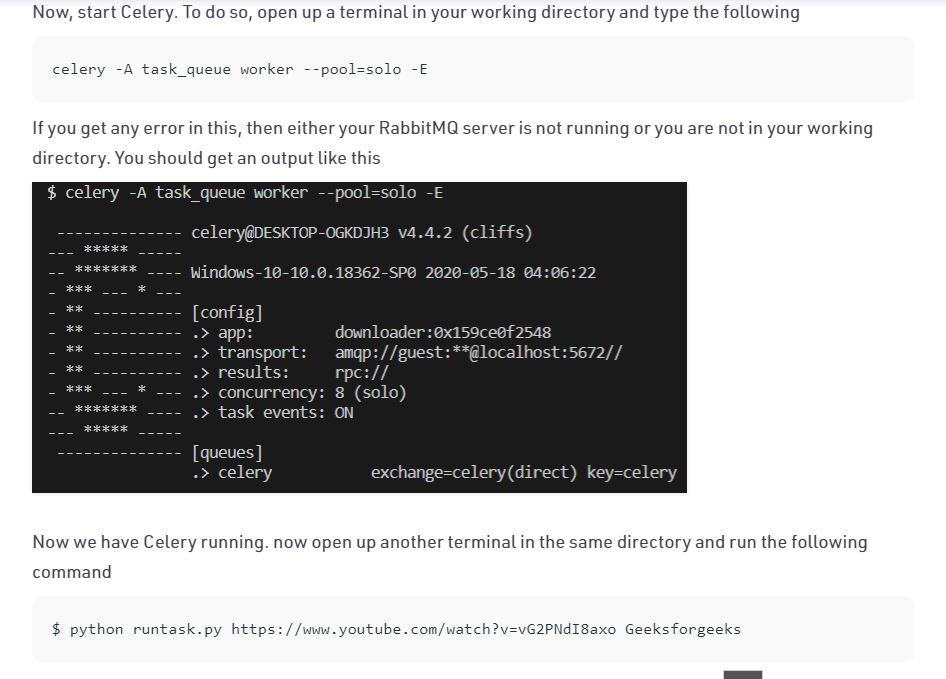 Now, start Celery. To do so, open up a terminal in your working directory and type the following
celery -A task_queue worker --pool=solo -E
If you get any error in this, then either your RabbitMQ server is not running or you are not in your working
directory. You should get an output like this
$ celery -A task_queue worker --pool=solo -E
-------------- celery@DESKTOP-OGKDJH3 v4.4.2 (cliffs)
--- ***** -----
-- ******* ---- Windows-10-10.0.18362-SP0 2020-05-18 04:06:22
- *** --- * ---
- ** ---------- [config]
- ** ---------- .> app: downloader:0x159ce0f2548
- ** ---------- .> transport: amqp://guest:**@localhost:5672//
- ** ---------- .> results: rpc://
- *** --- * --- .> concurrency: 8 (solo)
-- ******* ---- .> task events: ON
--- ***** -----
-------------- [queues]
.> celery exchange=celery(direct) key=celery
Now we have Celery running. now open up another terminal in the same directory and run the following
command
$ python runtask.py https://www.youtube.com/watch?v=vG2PNdI8axo Geeksforgeeks